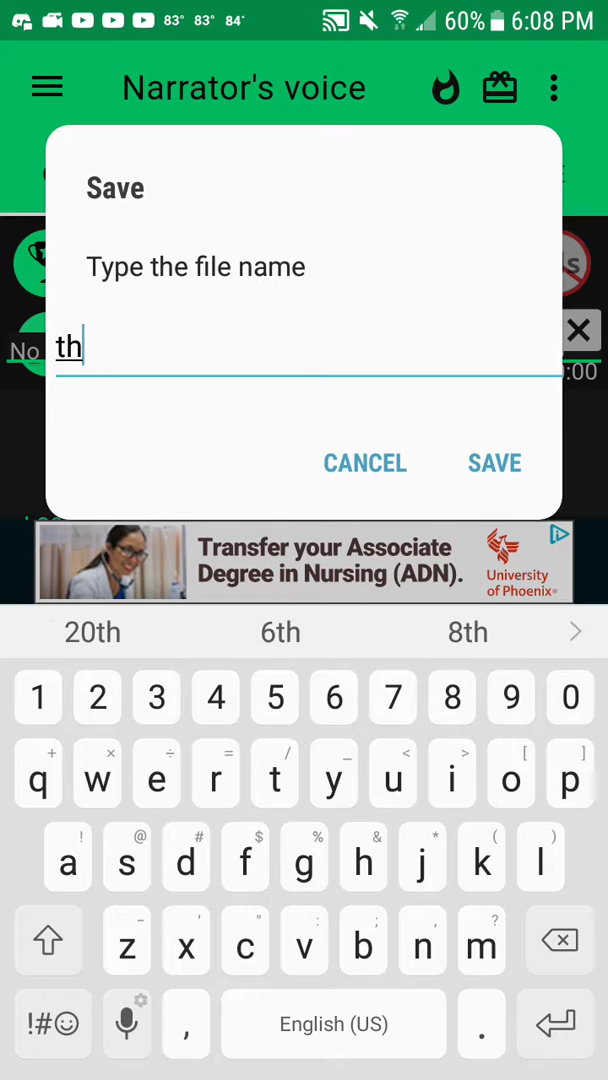 83° 83° 84° 60% 6:08 PM
Narrator's voice
Save
Type the file name
th
No
:00
CANCEL SAVE
Transfer your Associate
Degree in Nursing (ADN).
University
of Phoenix®
20th 6th 8th
1 2 3 4 5 6 7 8 9 0
+ × ÷ = / _ < > [ ]
q w e r t y u i o p
! @ # $ % & * ( )
a s d f g h j k l
- ' " : ; , ?
z x c v b n m
!#☺ , English (US) .